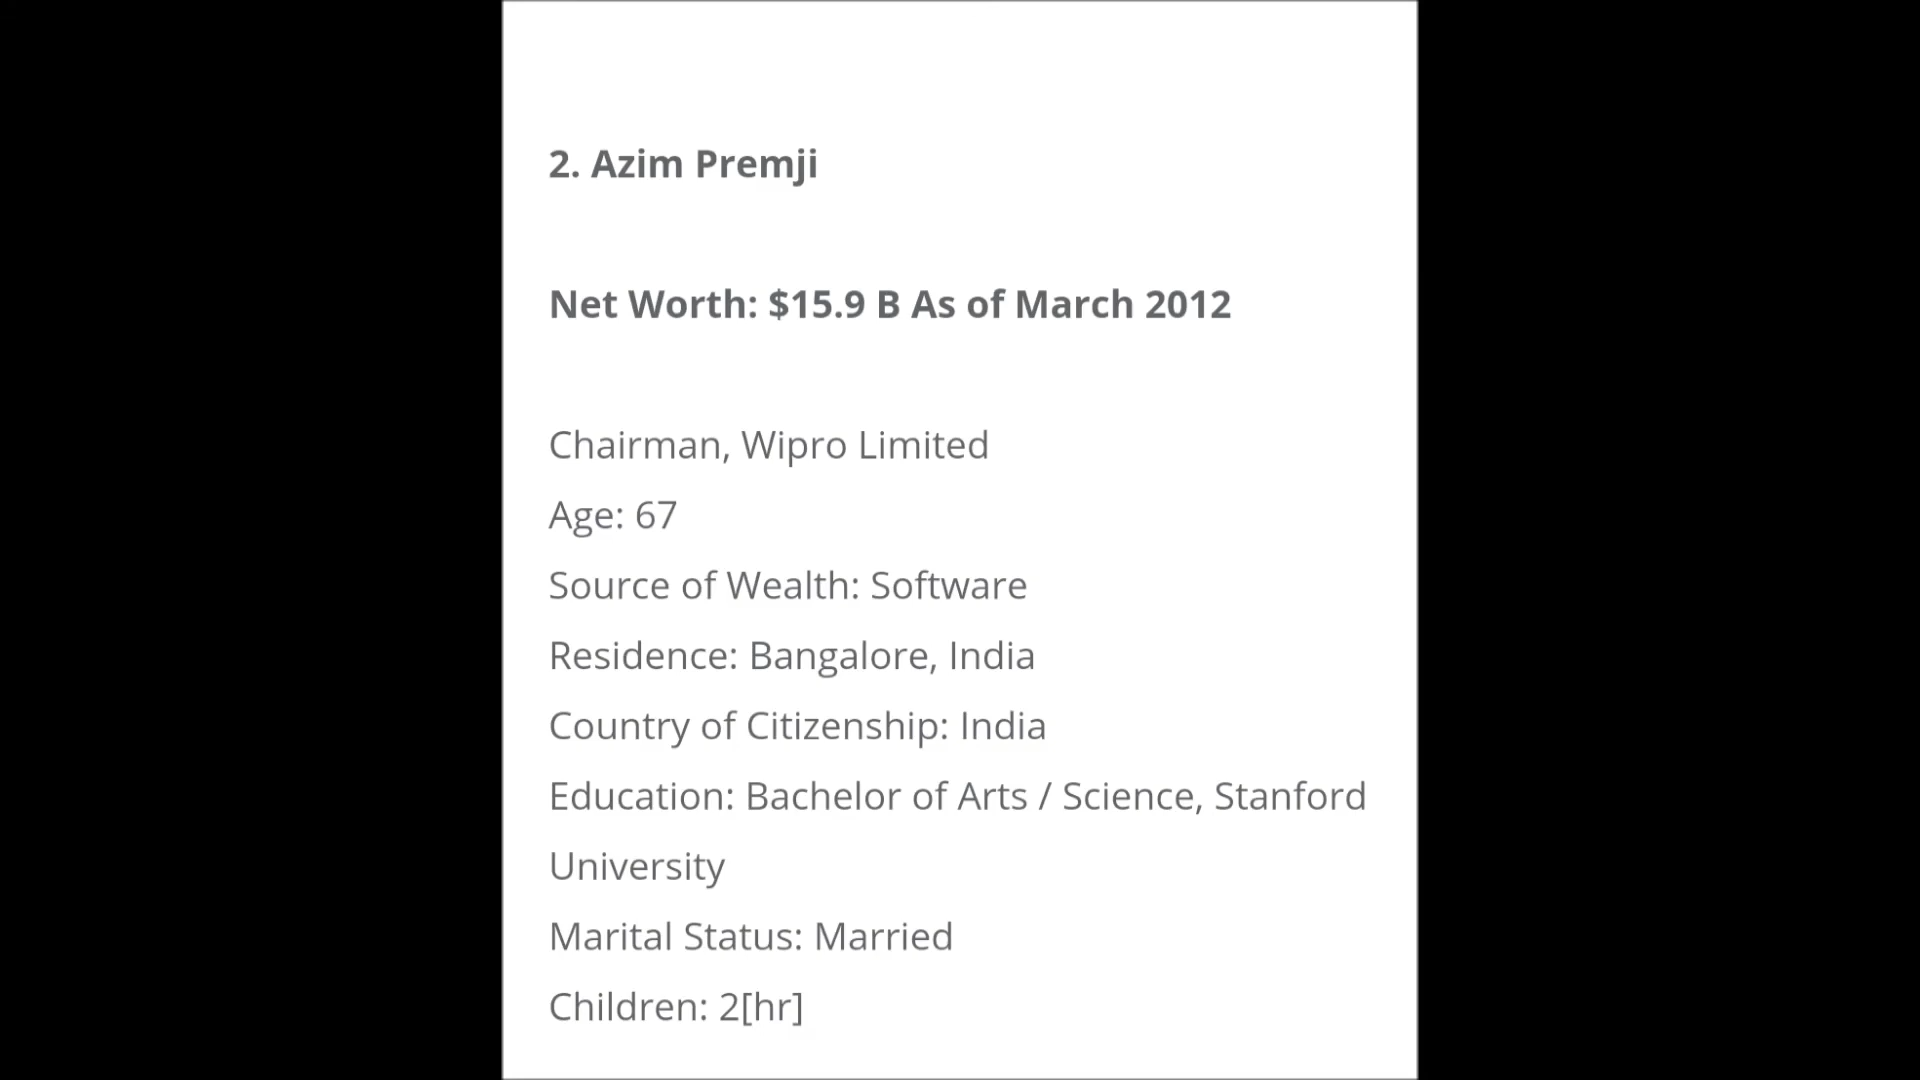 2. Azim Premji
Net Worth: $15.9 B As of March 2012
Chairman, Wipro Limited
Age: 67
Source of Wealth: Software
Residence: Bangalore, India
Country of Citizenship: India
Education: Bachelor of Arts / Science, Stanford
University
Marital Status: Married
Children: 2[hr]